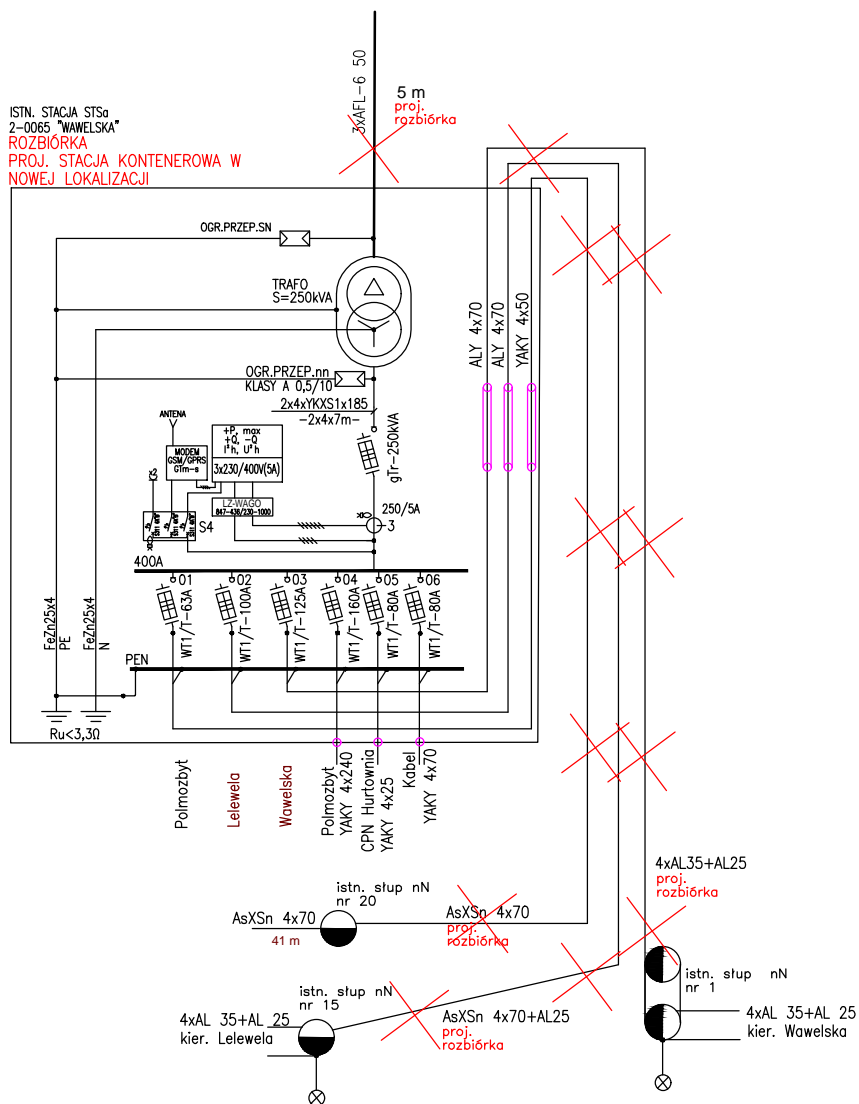 3xAFL-6 50
5 m
proj.
rozbiórka
ISTN. STACJA STSa
2-0065 "WAWELSKA"
ROZBIÓRKA
PROJ. STACJA KONTENEROWA W
NOWEJ LOKALIZACJI
OGR.PRZEP.SN
TRAFO
S=250kVA
ALY 4x70
ALY 4x70
YAKY 4x50
OGR.PRZEP.nn
KLASY A 0,5/10
2x4xYKXS1x185
-2x4x7m-
gTr-250kVA
ANTENA
MODEM
GSM/GPRS
GTm-s
+P, max
+Q, -Q
I²h, U²h
3x230/400V(5A)
LZ-WAGO
847-436/230-1000
S4
250/5A
3
400A
01
02
03
04
05
06
WT1/T-63A
WT1/T-100A
WT1/T-125A
WT1/T-160A
WT1/T-80A
WT1/T-80A
FeZn25x4
PE
FeZn25x4
N
PEN
Ru<3,3Ω
Polmozbyt
Lelewela
Wawelska
Polmozbyt
YAKY 4x240
CPN Hurtownia
YAKY 4x25
Kabel
YAKY 4x70
4xAL35+AL25
proj.
rozbiórka
istn. słup nN
nr 20
AsXSn 4x70
41 m
AsXSn 4x70
proj.
rozbiórka
istn. słup nN
nr 1
istn. słup nN
nr 15
4xAL 35+AL 25
kier. Lelewela
AsXSn 4x70+AL25
proj.
rozbiórka
4xAL 35+AL 25
kier. Wawelska